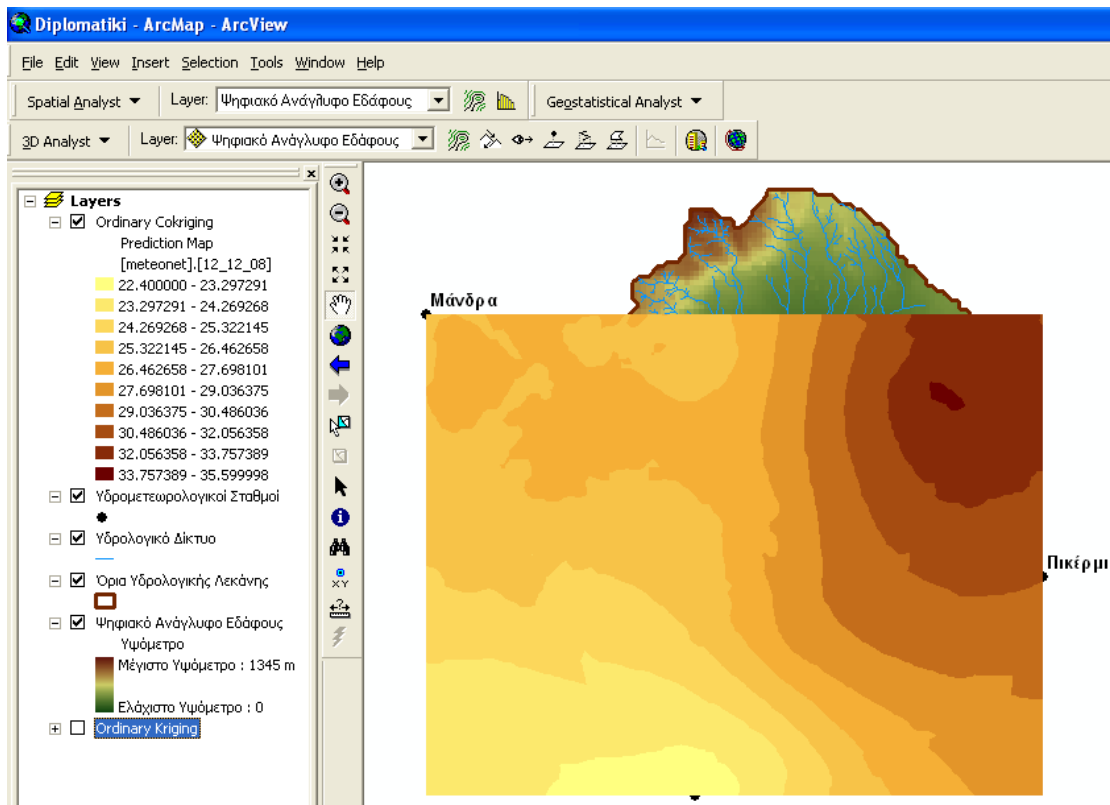 Diplomatiki - ArcMap - ArcView
File Edit View Insert Selection Tools Window Help
Spatial Analyst Layer: Ψηφιακό Ανάγλυφο Εδάφους Geostatistical Analyst
3D Analyst Layer: Ψηφιακό Ανάγλυφο Εδάφους
Layers
Ordinary Cokriging
Prediction Map
[meteonet].[12_12_08]
22.400000 - 23.297291
23.297291 - 24.269268
24.269268 - 25.322145
25.322145 - 26.462658
26.462658 - 27.698101
27.698101 - 29.036375
29.036375 - 30.486036
30.486036 - 32.056358
32.056358 - 33.757389
33.757389 - 35.599998
Υδρομετεωρολογικοί Σταθμοί
Υδρολογικό Δίκτυο
Όρια Υδρολογικής Λεκάνης
Ψηφιακό Ανάγλυφο Εδάφους
Υψόμετρο
Μέγιστο Υψόμετρο : 1345 m
Ελάχιστο Υψόμετρο : 0
Ordinary Kriging
XY
Μάνδρα
Πικέρμι